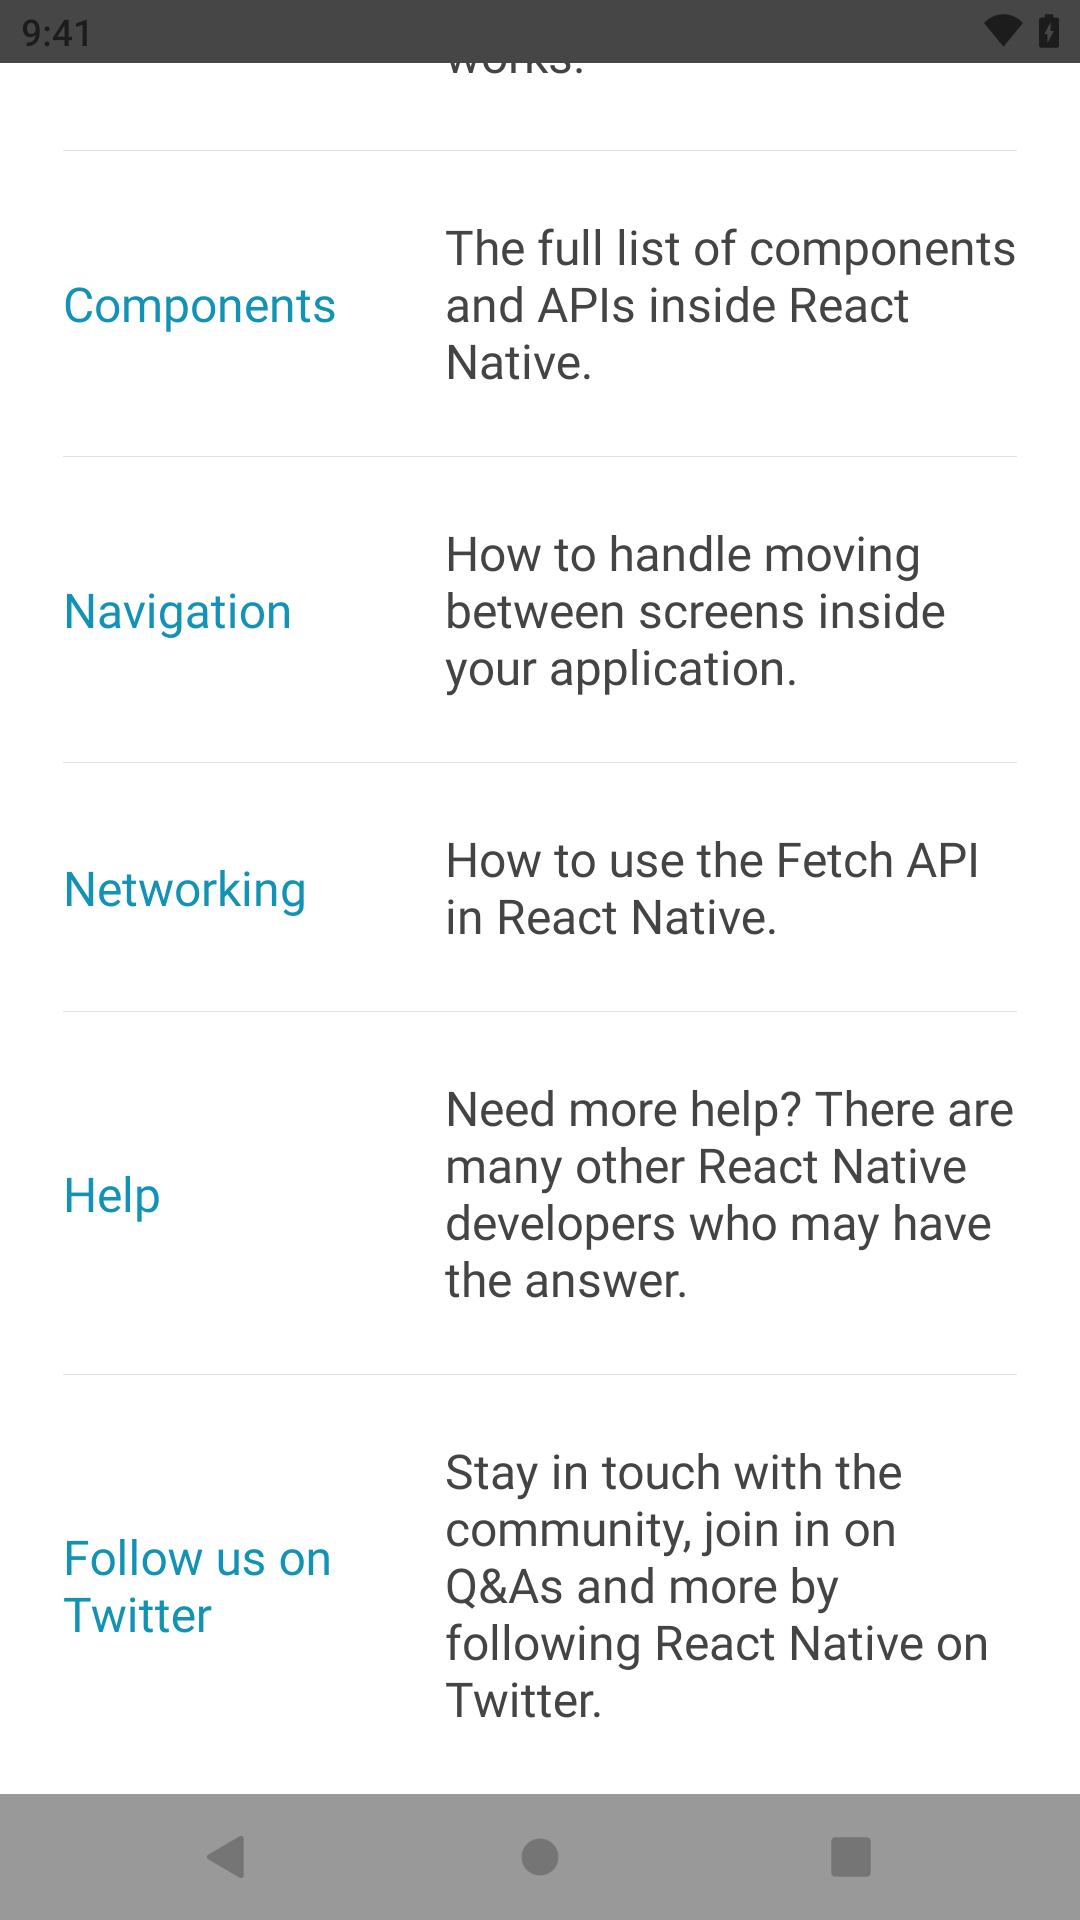 9:41
works.
Components
The full list of components
and APIs inside React
Native.
Navigation
How to handle moving
between screens inside
your application.
Networking
How to use the Fetch API
in React Native.
Help
Need more help? There are
many other React Native
developers who may have
the answer.
Follow us on
Twitter
Stay in touch with the
community, join in on
Q&As and more by
following React Native on
Twitter.